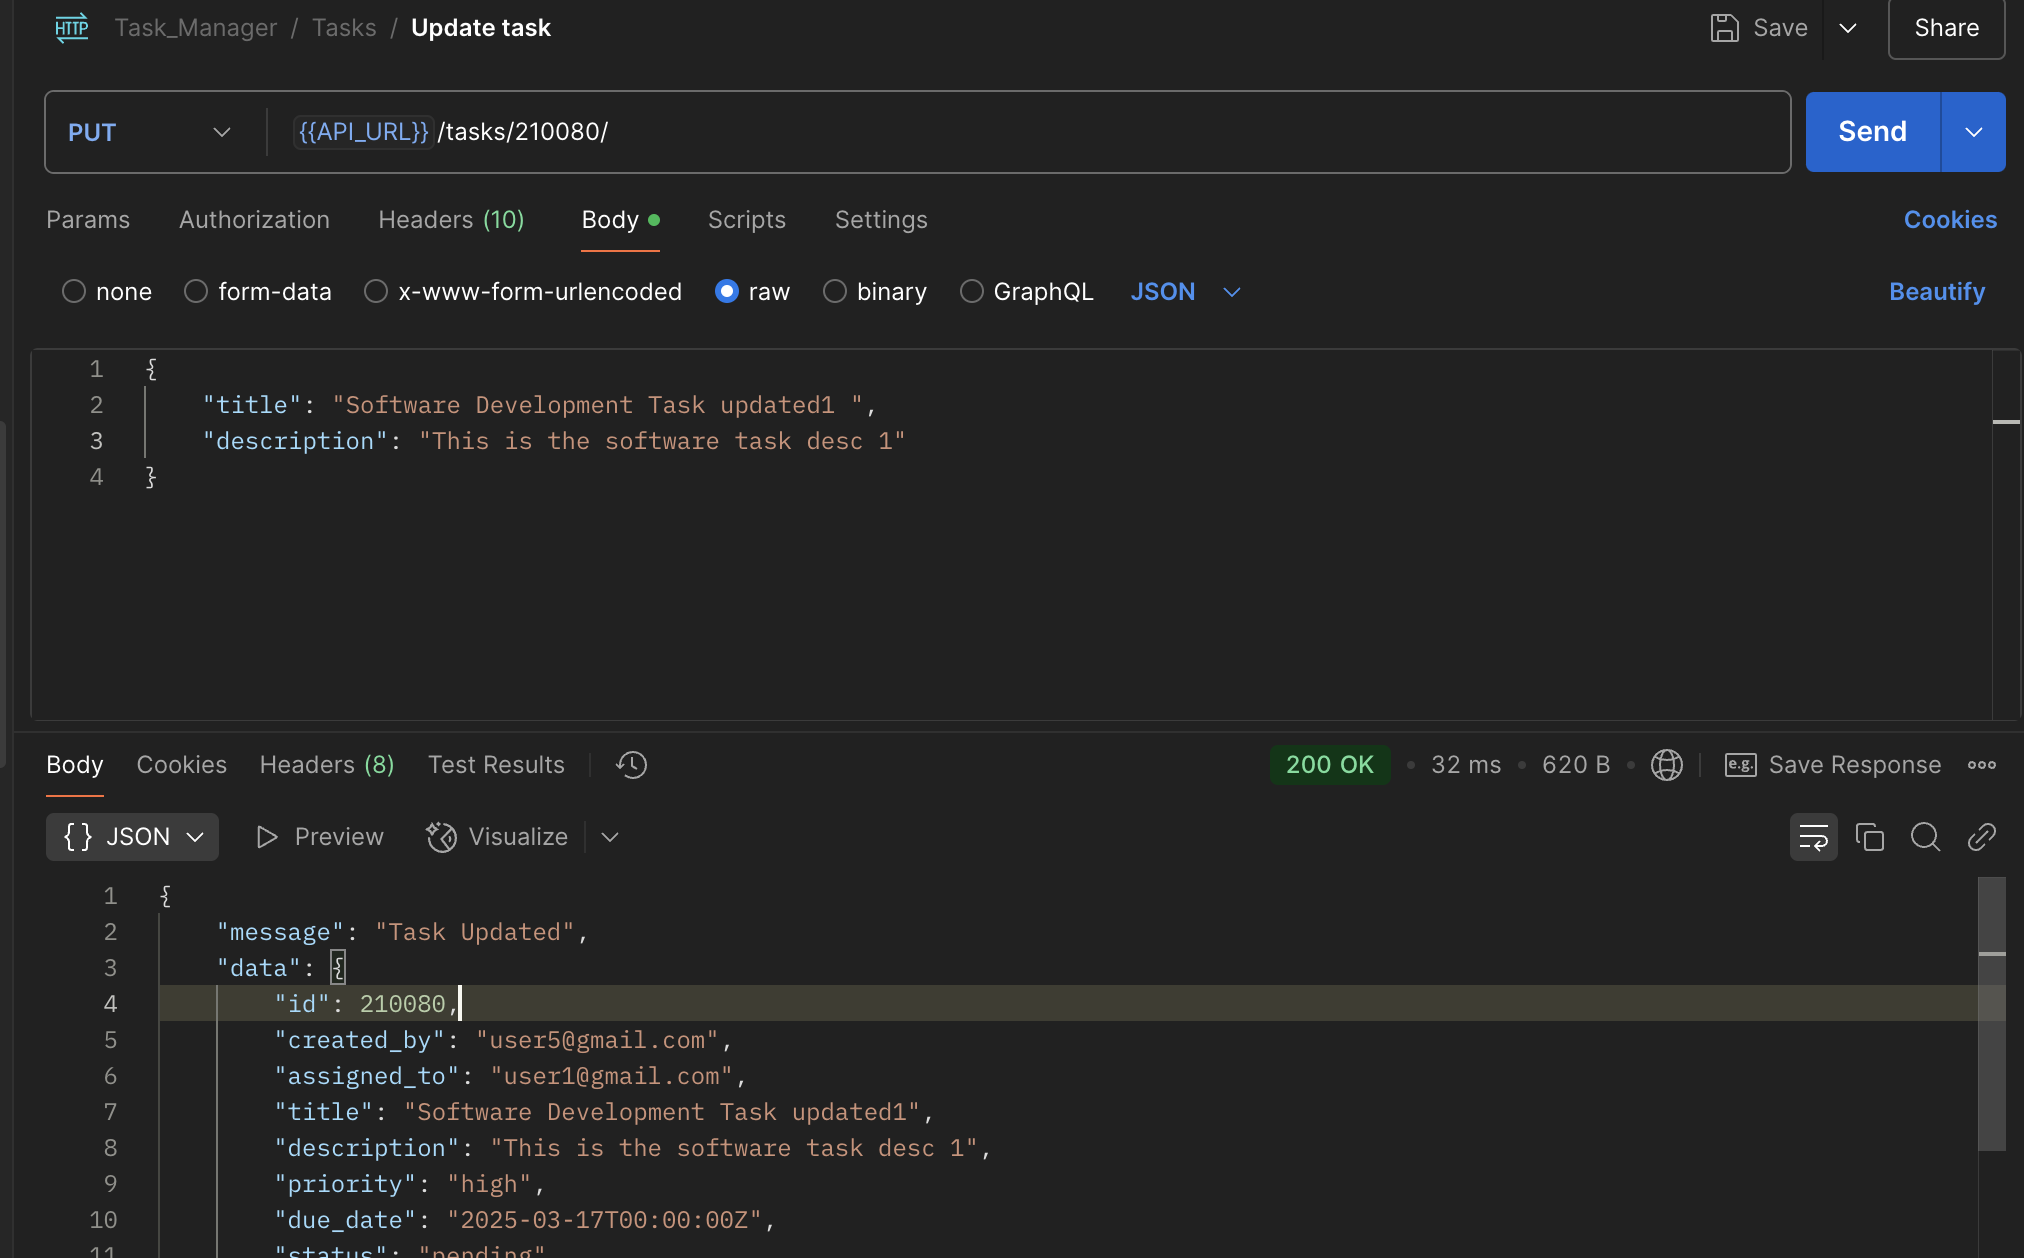 HTTP Task_Manager / Tasks / Update task Save Share
PUT {{API_URL}}/tasks/210080/ Send
Params Authorization Headers (10) Body Scripts Settings Cookies
none form-data x-www-form-urlencoded raw binary GraphQL JSON Beautify
1 {
2 "title": "Software Development Task updated1 ",
3 "description": "This is the software task desc 1"
4 }
Body Cookies Headers (8) Test Results 200 OK • 32 ms • 620 B • e.g. Save Response
{} JSON Preview Visualize
1 {
2 "message": "Task Updated",
3 "data": {
4 "id": 210080,
5 "created_by": "user5@gmail.com",
6 "assigned_to": "user1@gmail.com",
7 "title": "Software Development Task updated1",
8 "description": "This is the software task desc 1",
9 "priority": "high",
10 "due_date": "2025-03-17T00:00:00Z",
11 "status": "pending"